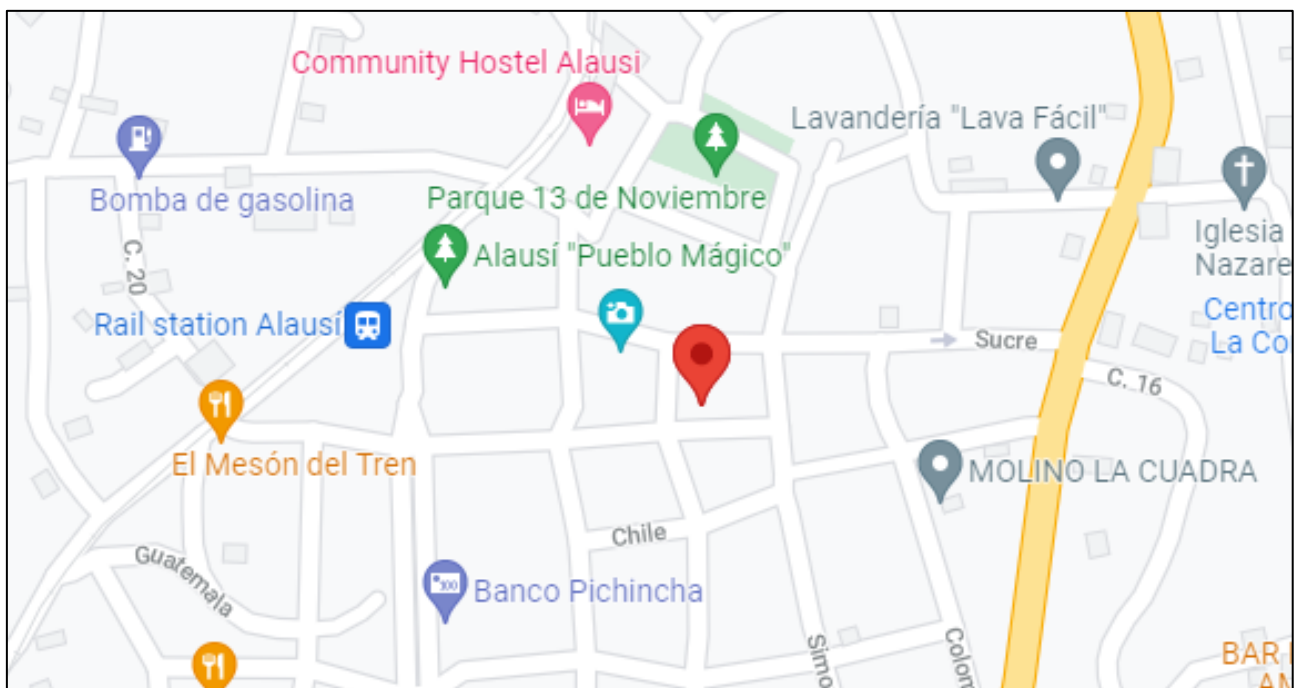 Community Hostel Alausi
Lavandería "Lava Fácil"
Bomba de gasolina
Parque 13 de Noviembre
Iglesia
Nazare
C. 20
Alausí "Pueblo Mágico"
Rail station Alausí
Centro
La Co
Sucre
C. 16
El Mesón del Tren
MOLINO LA CUADRA
Chile
Guatemala
100
Banco Pichincha
Simo
Colom
BAR